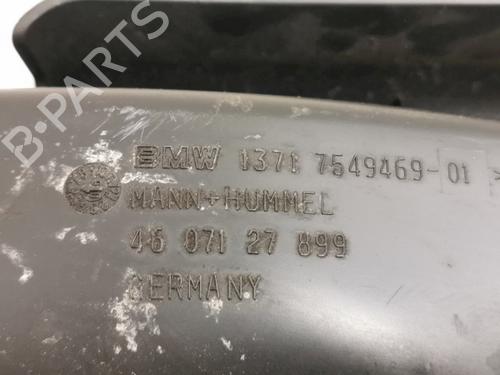 BMW 1371 7549469-01 >
MANN+HUMMEL
46 071 27 899
GERMANY
B-PARTS